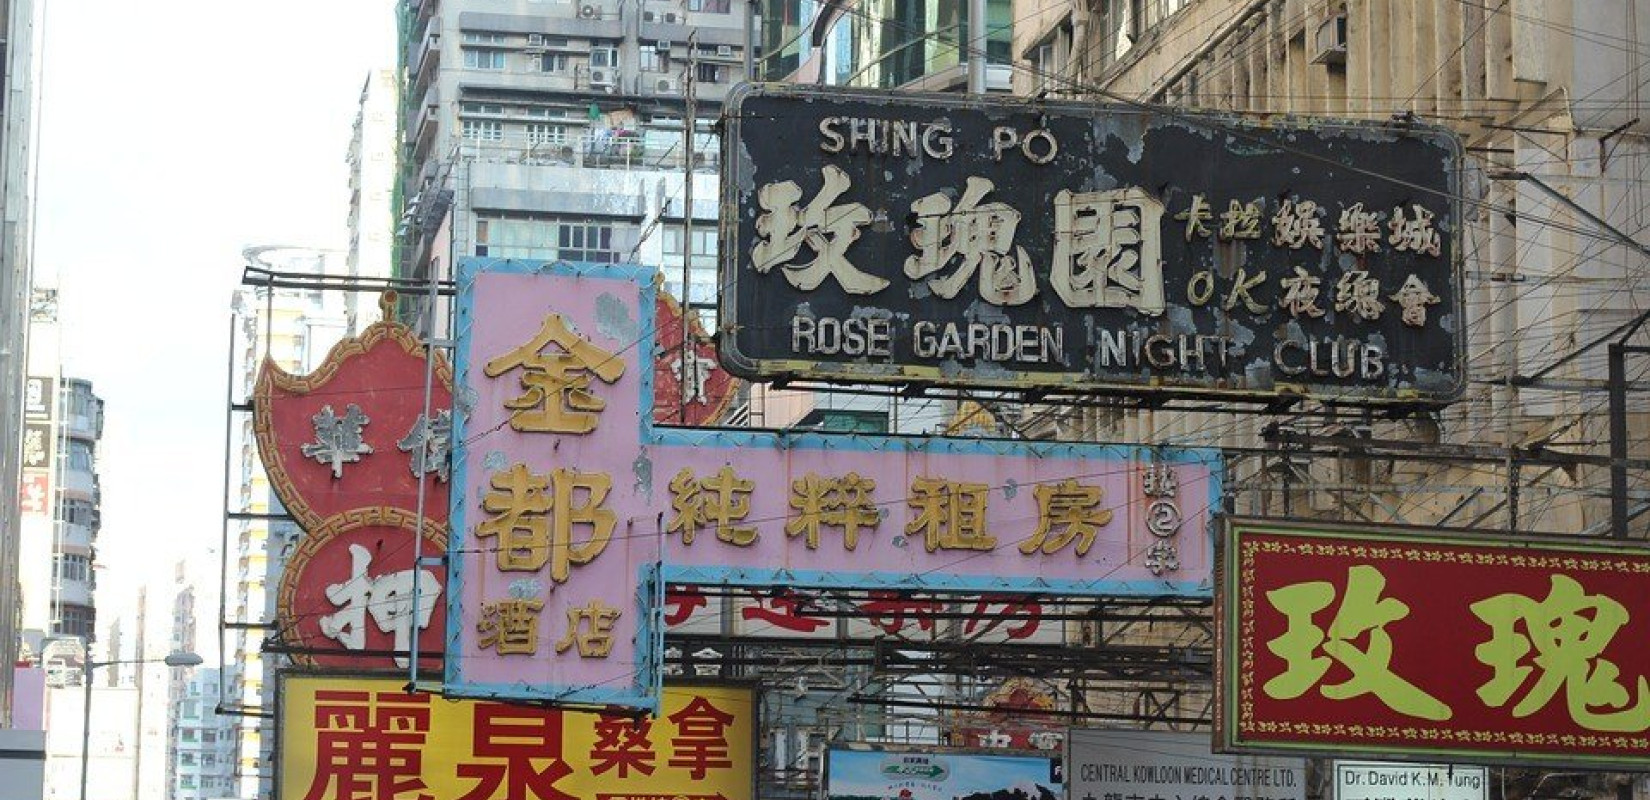 SHING PO
玫瑰園
卡拉娛樂城
OK夜總會
ROSE GARDEN NIGHT CLUB
金都
酒店
純粹租房
押
麗泉桑拿
玫瑰
CENTRAL KOWLOON MEDICAL CENTRE LTD.
Dr. David K.M. Tung